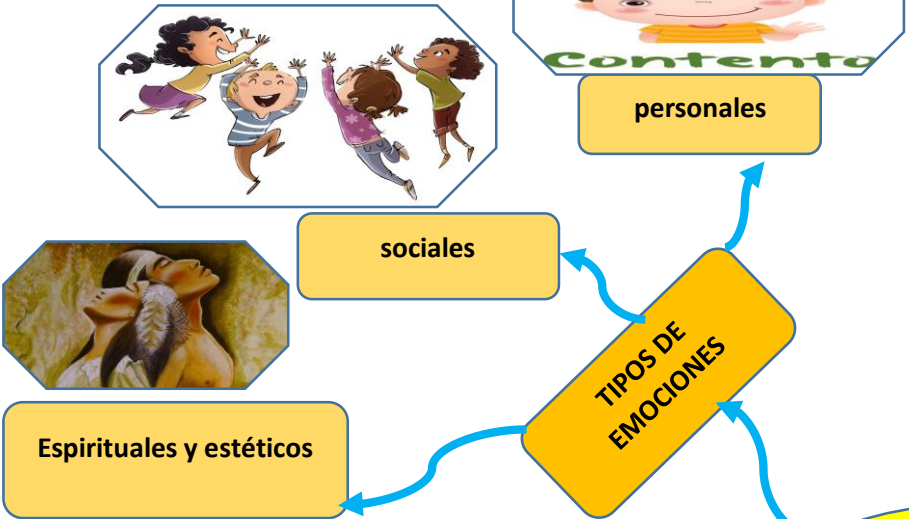 Contento
personales
sociales
TIPOS DE
EMOCIONES
Espirituales y estéticos